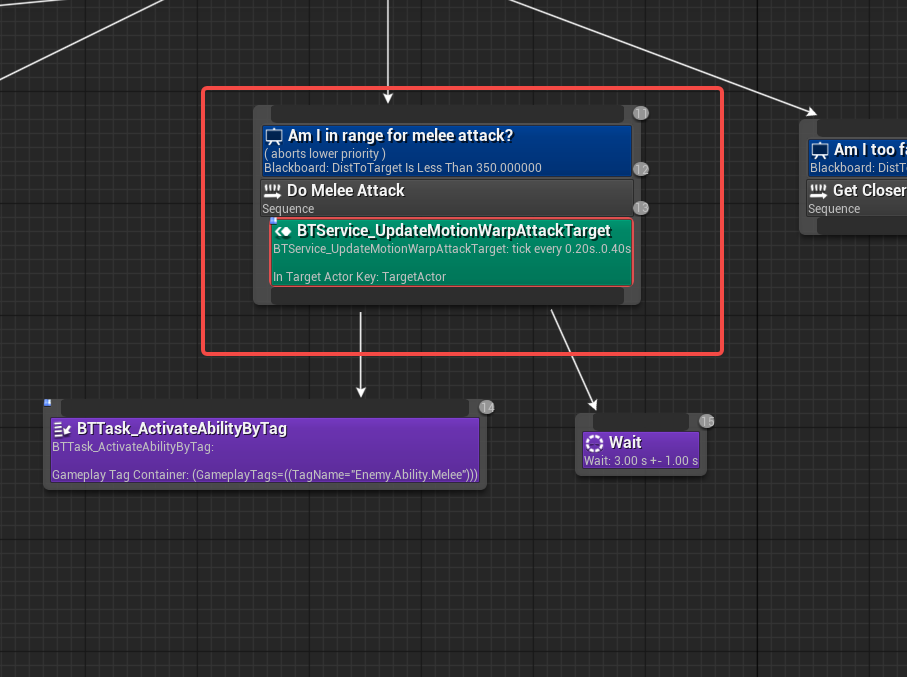 11
Am I in range for melee attack?
( aborts lower priority )
Blackboard: DistToTarget Is Less Than 350.000000
12
Do Melee Attack
Sequence
13
BTService_UpdateMotionWarpAttackTarget
BTService_UpdateMotionWarpAttackTarget: tick every 0.20s..0.40s
In Target Actor Key: TargetActor
Am I too fa
Blackboard: DistT
Get Closer
Sequence
14
BTTask_ActivateAbilityByTag
BTTask_ActivateAbilityByTag:
Gameplay Tag Container: (GameplayTags=((TagName="Enemy.Ability.Melee")))
15
Wait
Wait: 3.00 s +- 1.00 s